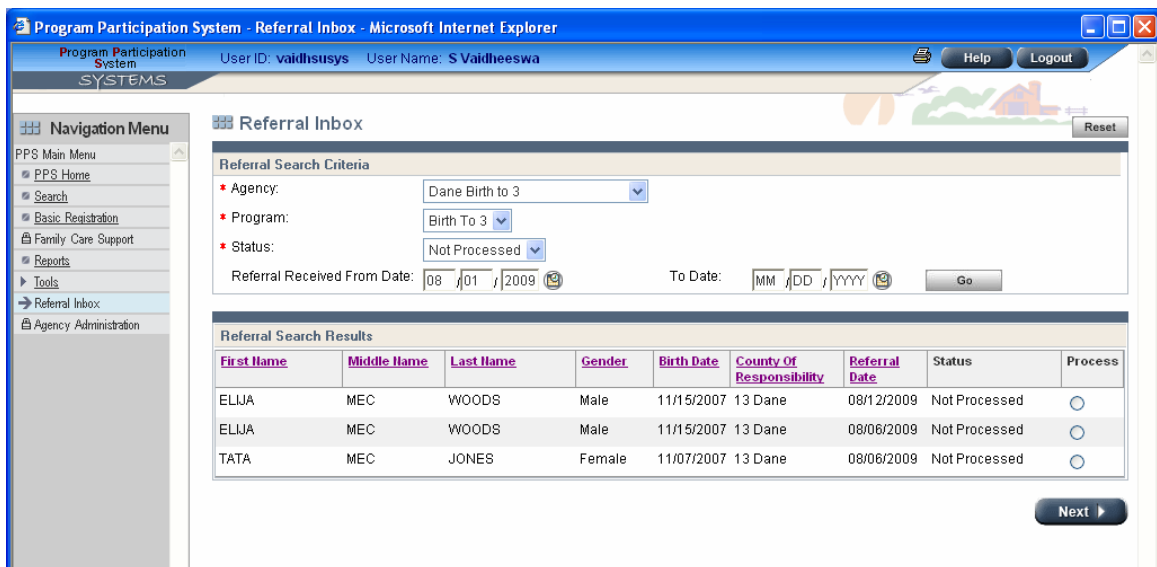 Program Participation System - Referral Inbox - Microsoft Internet Explorer
Program Participation
System
SYSTEMS
User ID: vaidhsusys User Name: S Vaidheeswa
Help Logout
Navigation Menu
PPS Main Menu
PPS Home
Search
Basic Registration
Family Care Support
Reports
Tools
Referral Inbox
Agency Administration
Referral Inbox
Reset
Referral Search Criteria
* Agency: Dane Birth to 3
* Program: Birth To 3
* Status: Not Processed
Referral Received From Date: 08 / 01 / 2009 To Date: MM / DD / YYYY Go
Referral Search Results
First Name Middle Name Last Name Gender Birth Date County Of Responsibility Referral Date Status Process
ELIJA MEC WOODS Male 11/15/2007 13 Dane 08/12/2009 Not Processed
ELIJA MEC WOODS Male 11/15/2007 13 Dane 08/06/2009 Not Processed
TATA MEC JONES Female 11/07/2007 13 Dane 08/06/2009 Not Processed
Next